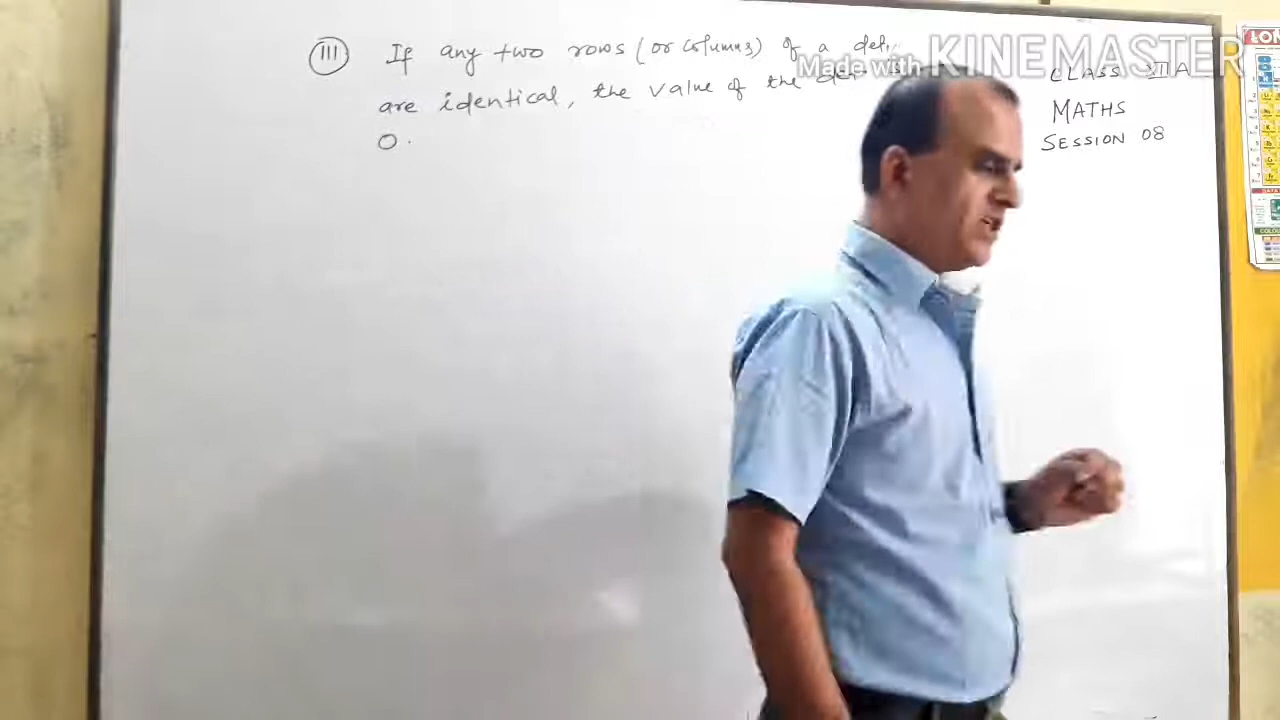 III If any two rows (or columns) of a
are identical, the value of the
0.
Made with KINEMASTER
CLASS
MATHS
SESSION 08
LON